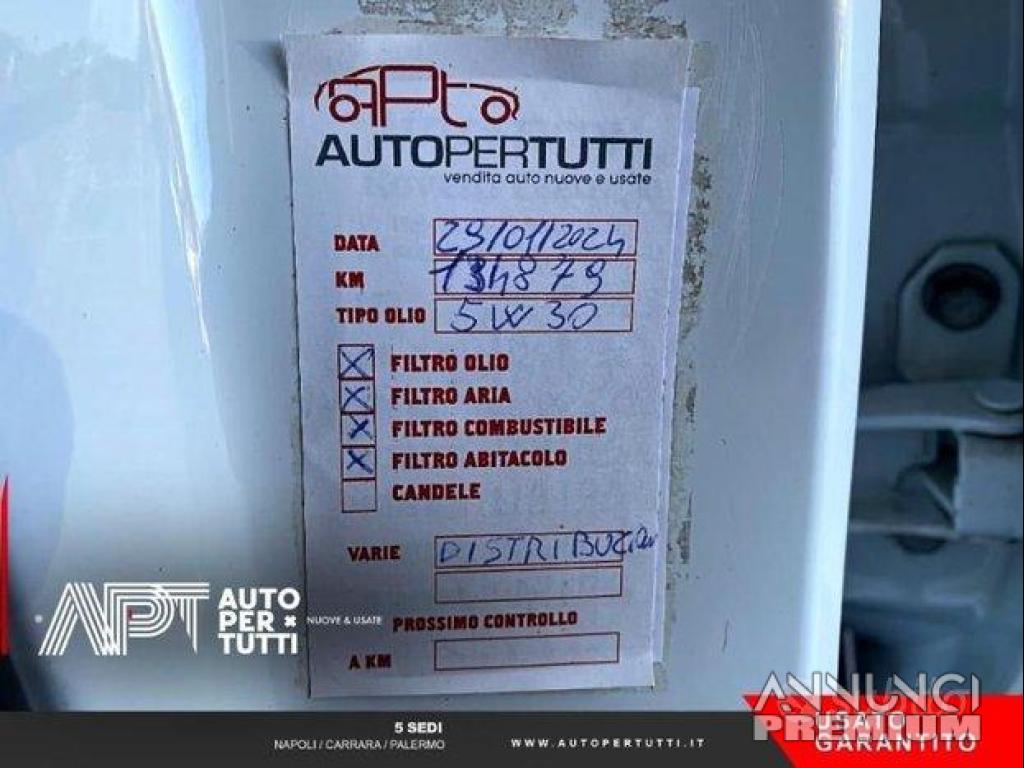 APt
AUTOPERTUTTI
vendita auto nuove e usate
DATA 29/01/2024
KM 134879
TIPO OLIO 5W30
X FILTRO OLIO
X FILTRO ARIA
X FILTRO COMBUSTIBILE
X FILTRO ABITACOLO
CANDELE
VARIE
PROSSIMO CONTROLLO
A KM
APT AUTO PER TUTTI
NUOVE & USATE
5 SEDI
NAPOLI / CARRARA / PALERMO
WWW.AUTOPERTUTTI.IT
ANNUNCI
PREMIUM
USATO
GARANTITO